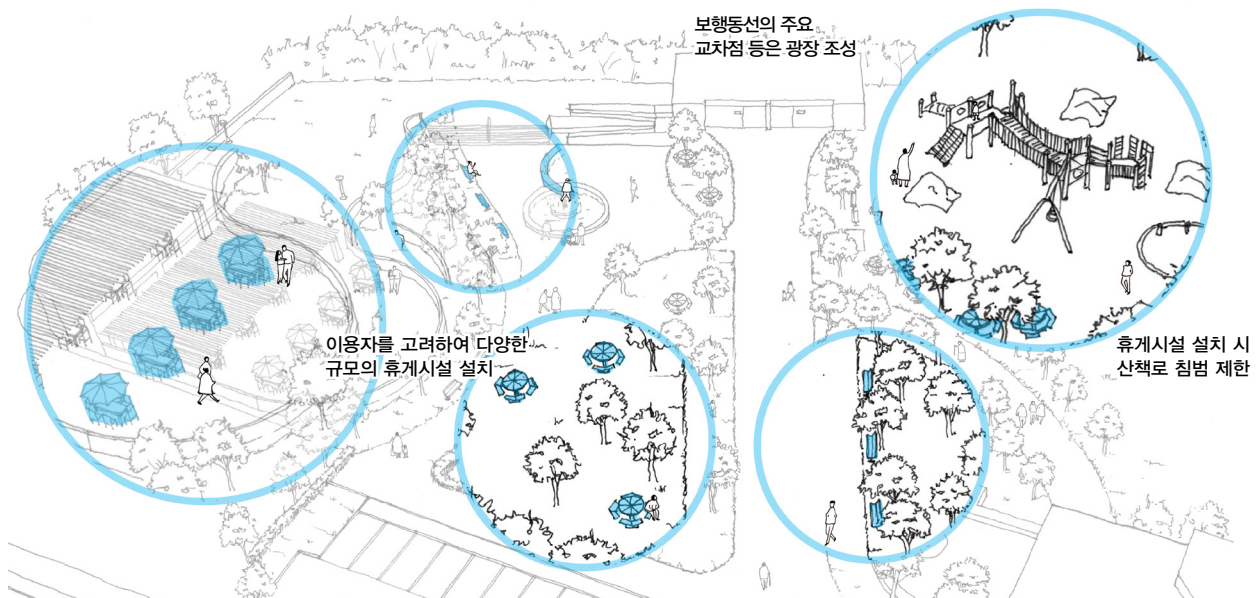 보행동선의 주요
교차점 등은 광장 조성
이용자를 고려하여 다양한
규모의 휴게시설 설치
휴게시설 설치 시
산책로 침범 제한